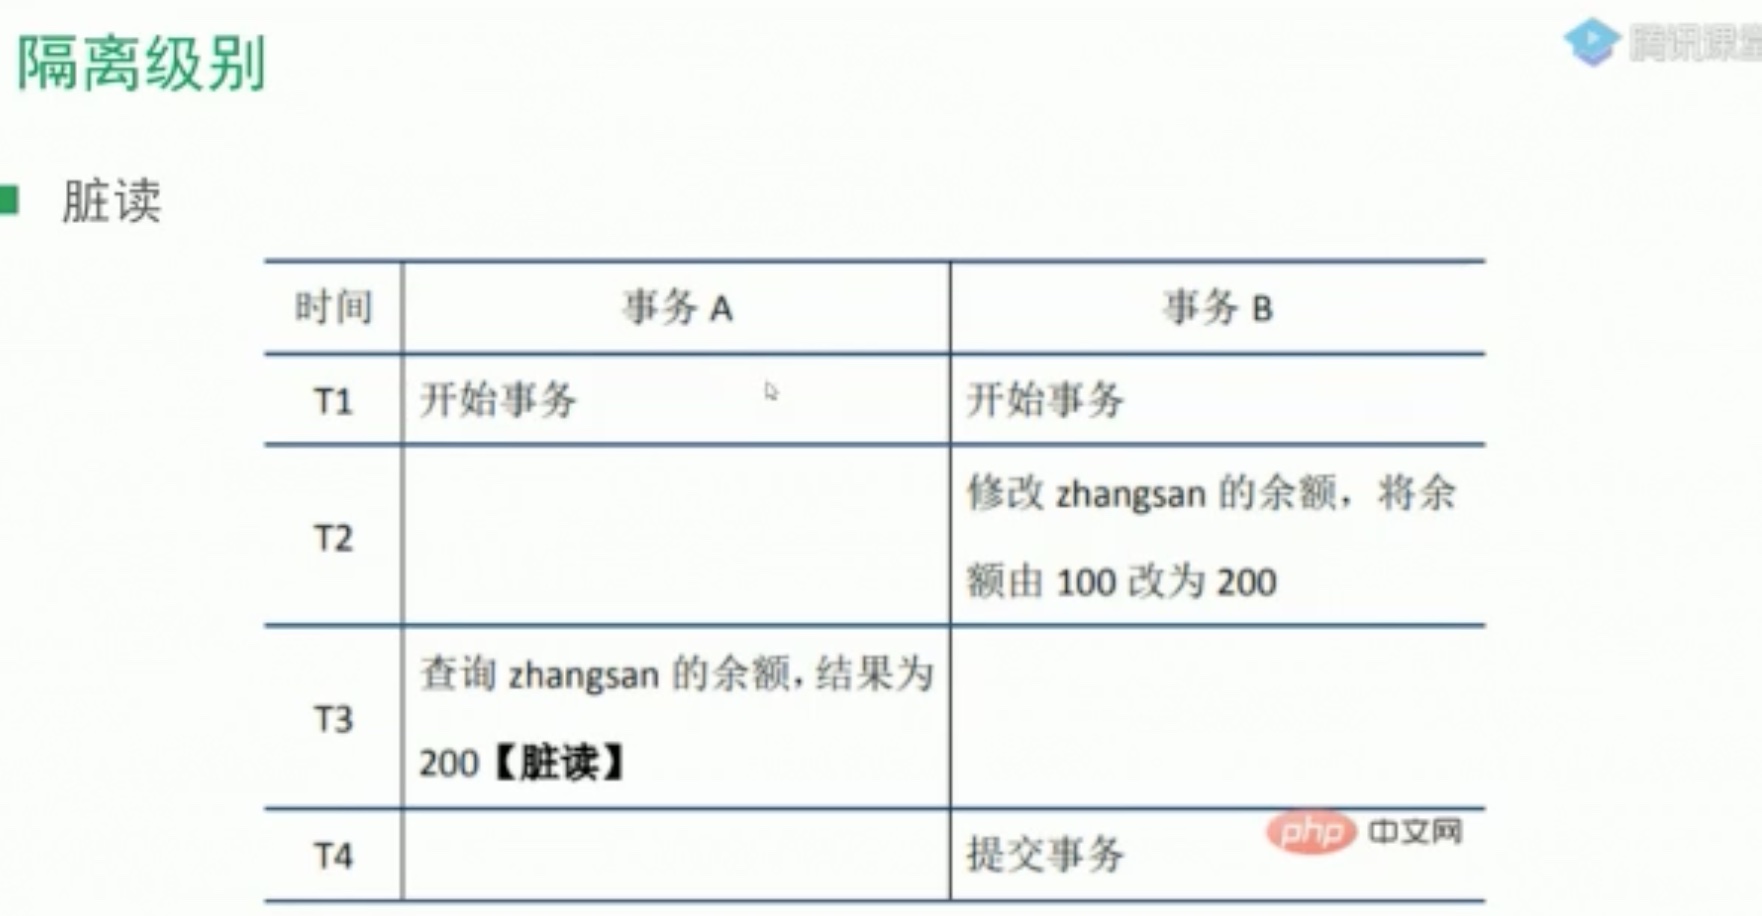 隔离级别
腾讯课堂
脏读
时间 事务 A 事务 B
T1 开始事务 开始事务
修改 zhangsan 的余额，将余
T2
额由 100 改为 200
查询 zhangsan 的余额，结果为
T3
200【脏读】
T4 提交事务
php 中文网